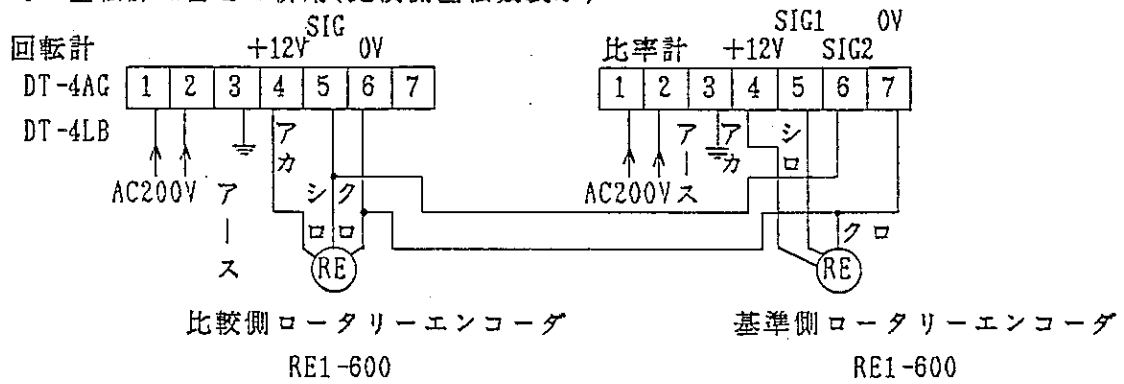 SIG
SIG1 0V
回転計 +12V 0V
比率計 +12V SIG2
DT-4AG 1 2 3 4 5 6 7
1 2 3 4 5 6 7
DT-4LB
アカ
アース
アカ
シロ
AC200V アース
シロ
クロ
AC200V
クロ
RE
RE
比較側ロータリーエンコーダ
基準側ロータリーエンコーダ
RE1-600
RE1-600